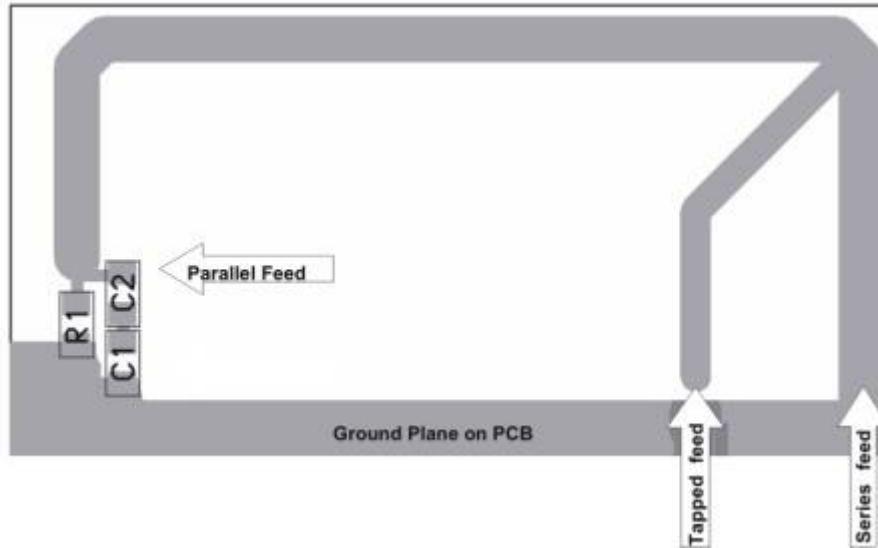 Parallel Feed
C2
R1
C1
Ground Plane on PCB
Tapped feed
Series feed